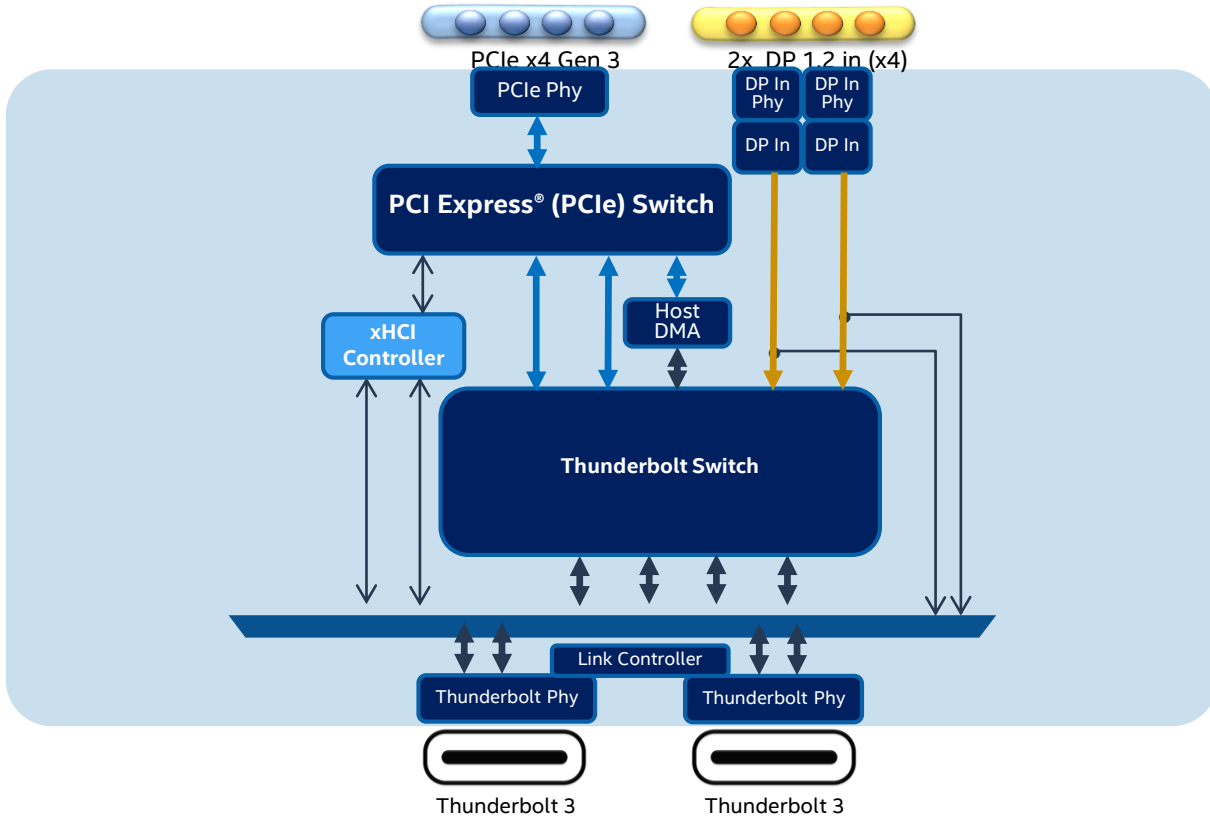 PCIe x4 Gen 3
2x  DP 1.2 in (x4)
PCIe Phy
DP In
Phy
DP In
Phy
DP In
DP In
PCI Express® (PCIe) Switch
Host
DMA
xHCI
Controller
Thunderbolt Switch
Link Controller
Thunderbolt Phy
Thunderbolt Phy
Thunderbolt 3
Thunderbolt 3